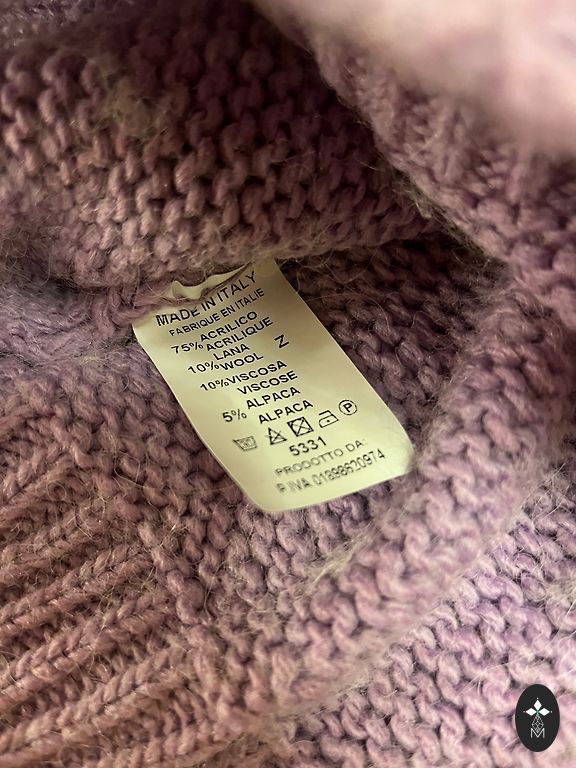 MADE IN ITALY
FABRIQUE EN ITALIE
ACRILICO
75% ACRILIQUE
LANA Z
10% WOOL
10% VISCOSA
VISCOSE
5% ALPACA
ALPACA
P
5331
PRODOTTO DA:
P.IVA 01898620974
M